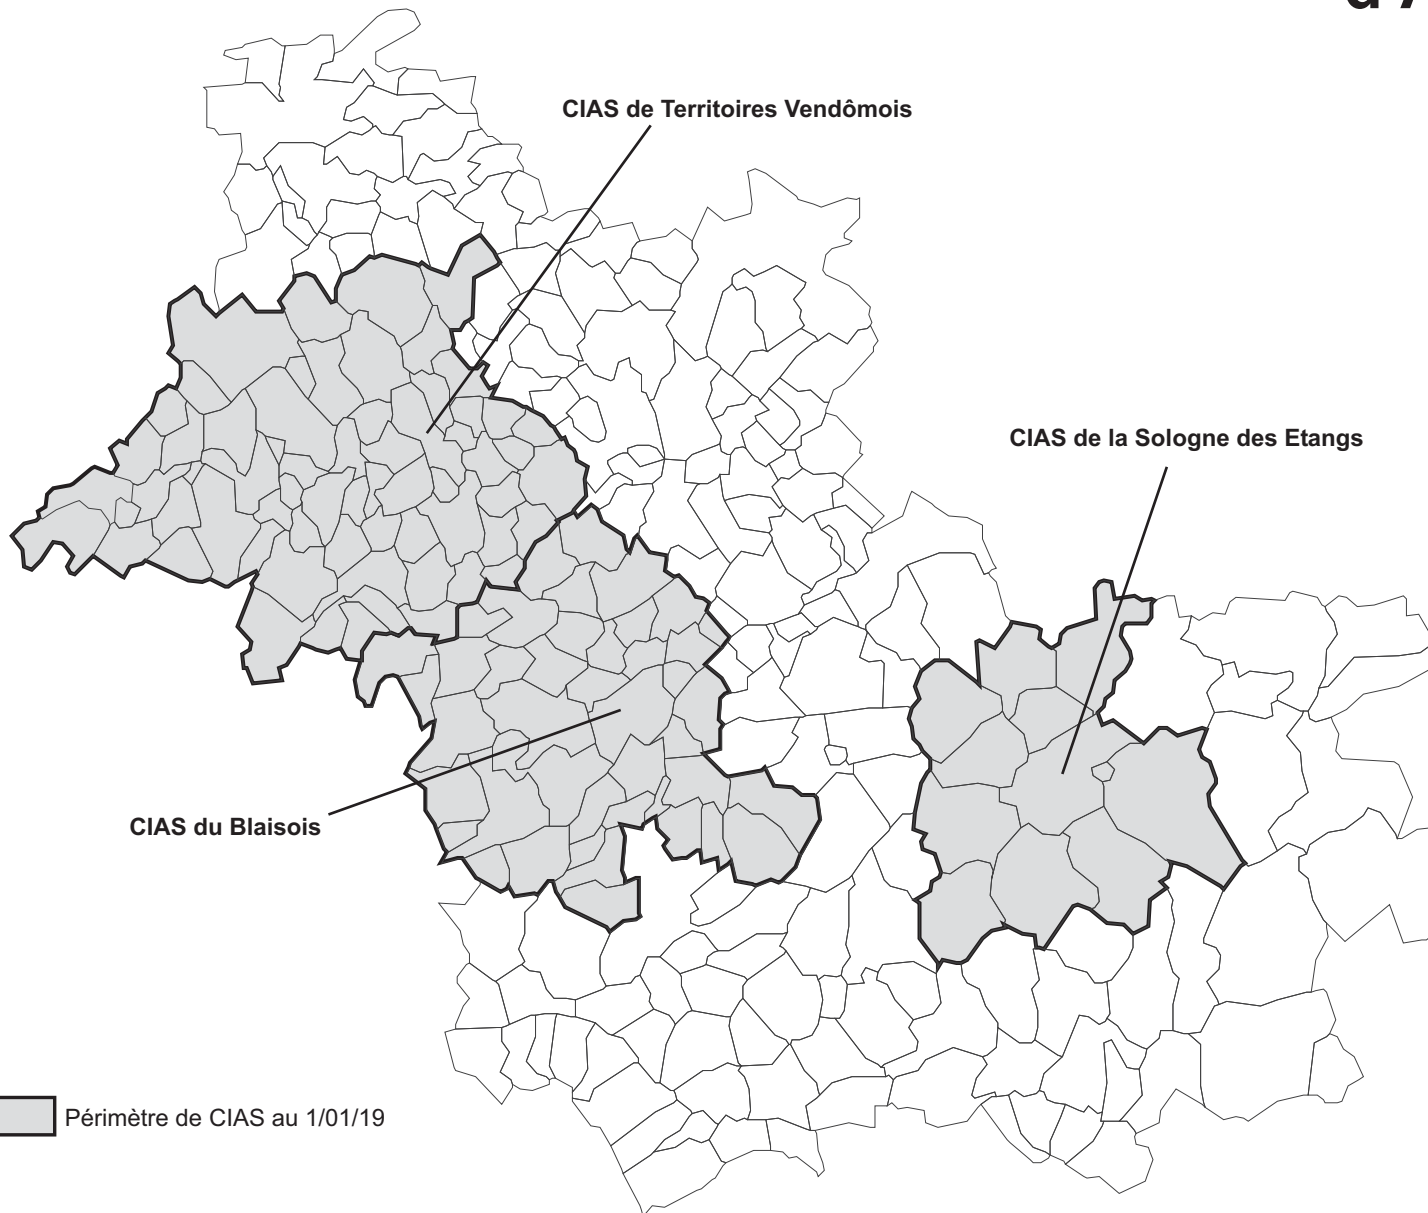 CIAS de Territoires Vendômois
CIAS de la Sologne des Etangs
CIAS du Blaisois
Périmètre de CIAS au 1/01/19